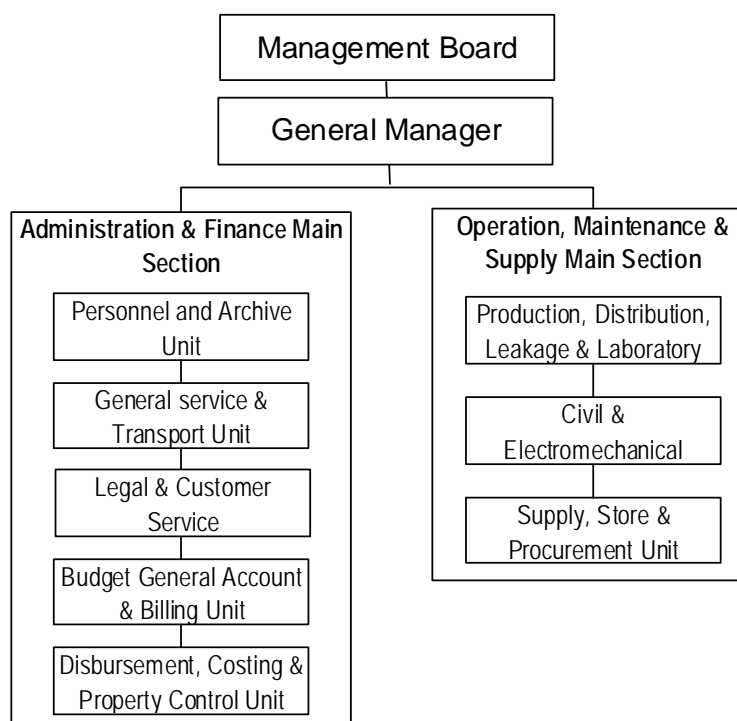 Management Board
General Manager
Administration & Finance Main
Section
Personnel and Archive
Unit
General service &
Transport Unit
Legal & Customer
Service
Budget General Account
& Billing Unit
Disbursement, Costing &
Property Control Unit
Operation, Maintenance &
Supply Main Section
Production, Distribution,
Leakage & Laboratory
Civil &
Electromechanical
Supply, Store &
Procurement Unit